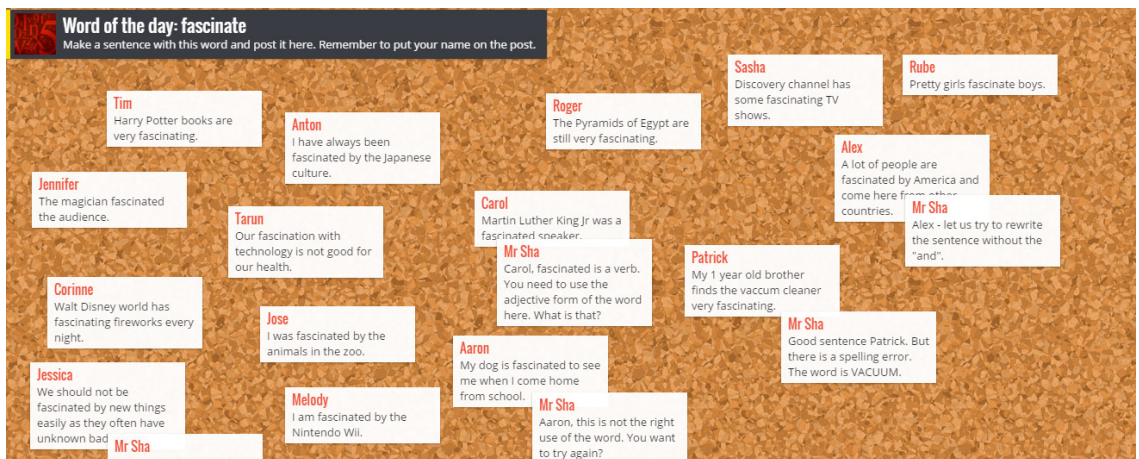 Word of the day: fascinate
Make a sentence with this word and post it here. Remember to put your name on the post.
Sasha
Discovery channel has
some fascinating TV
shows.
Rube
Pretty girls fascinate boys.
Tim
Harry Potter books are
very fascinating.
Roger
The Pyramids of Egypt are
still very fascinating.
Anton
I have always been
fascinated by the Japanese
culture.
Alex
A lot of people are
fascinated by America and
come here from other
countries.
Mr Sha
Alex - let us try to rewrite
the sentence without the
"and".
Jennifer
The magician fascinated
the audience.
Carol
Martin Luther King Jr was a
fascinated speaker.
Mr Sha
Carol, fascinated is a verb.
You need to use the
adjective form of the word
here. What is that?
Tarun
Our fascination with
technology is not good for
our health.
Patrick
My 1 year old brother
finds the vaccum cleaner
very fascinating.
Mr Sha
Good sentence Patrick. But
there is a spelling error.
The word is VACUUM.
Corinne
Walt Disney world has
fascinating fireworks every
night.
Jose
I was fascinated by the
animals in the zoo.
Aaron
My dog is fascinated to see
me when I come home
from school.
Mr Sha
Aaron, this is not the right
use of the word. You want
to try again?
Jessica
We should not be
fascinated by new things
easily as they often have
unknown bad
Mr Sha
Melody
I am fascinated by the
Nintendo Wii.